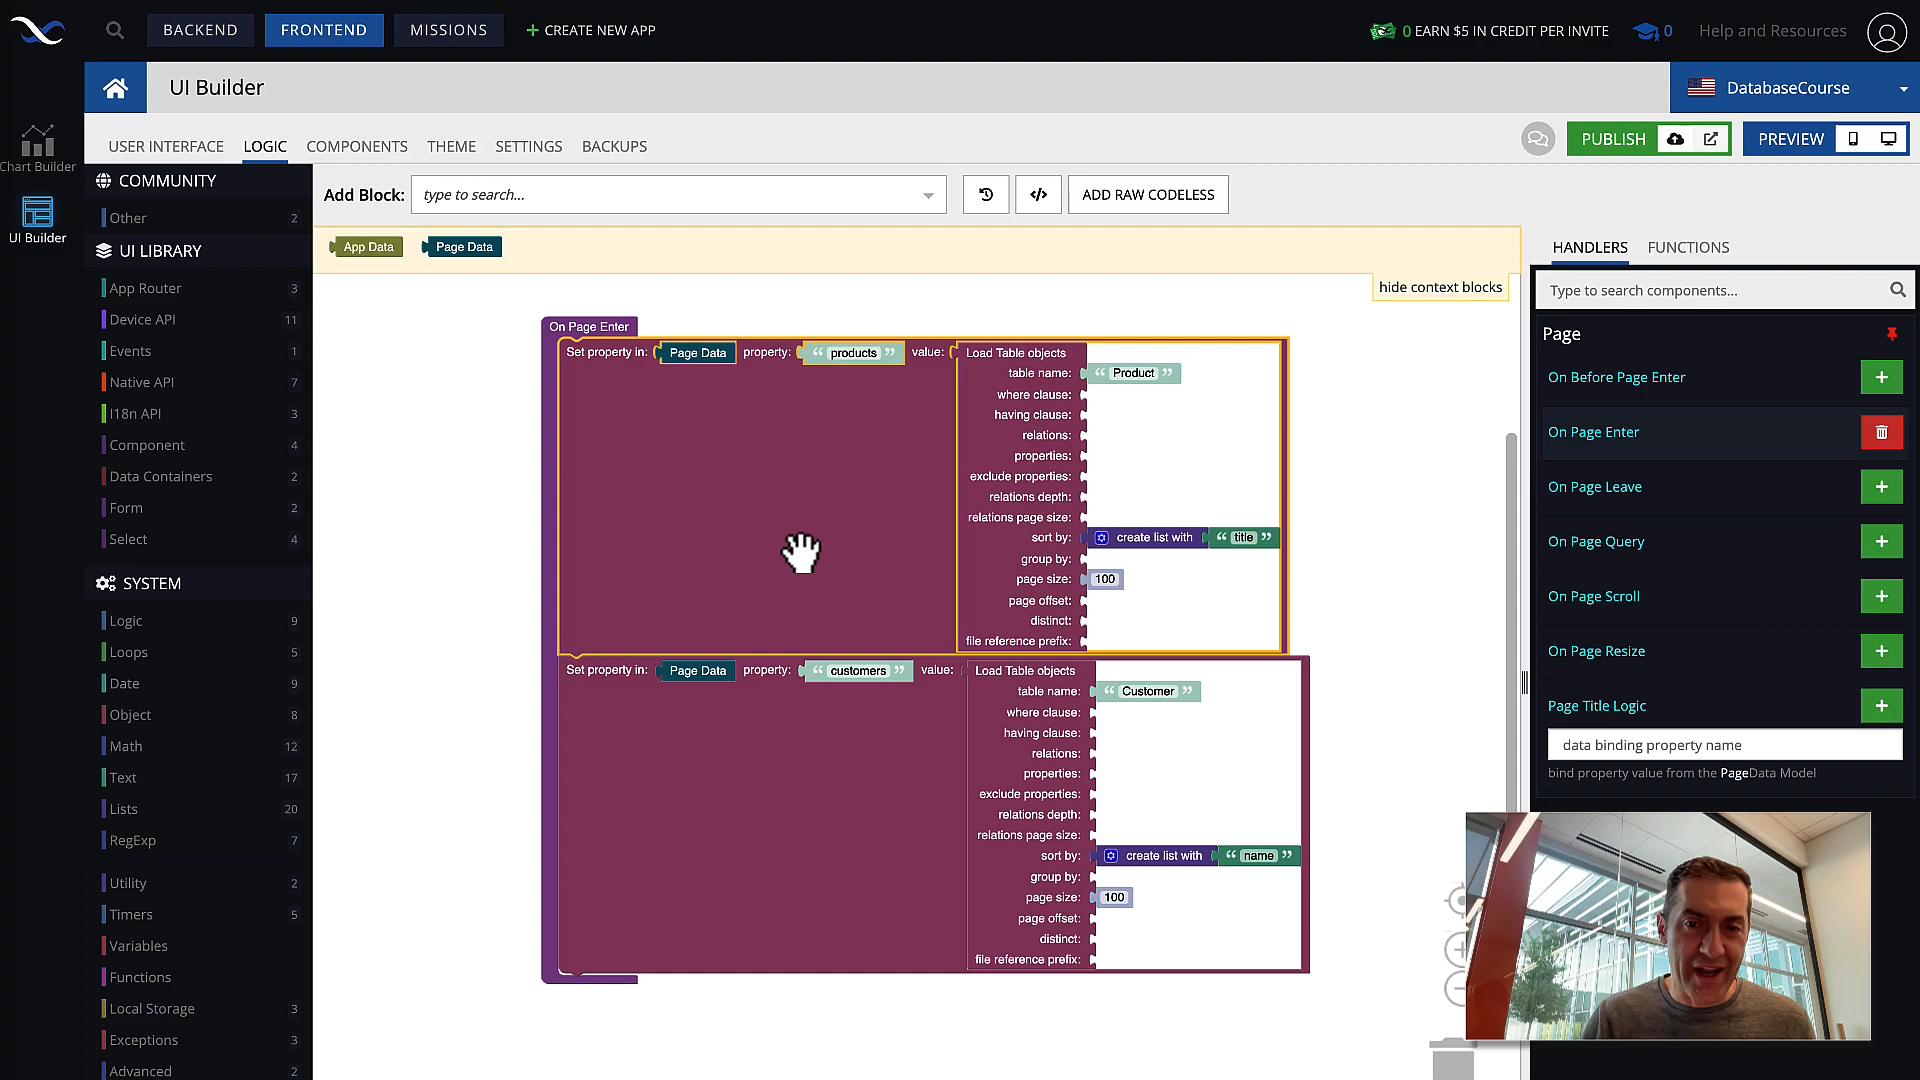 BACKEND FRONTEND MISSIONS + CREATE NEW APP 0 EARN $5 IN CREDIT PER INVITE 0 Help and Resources
UI Builder DatabaseCourse
USER INTERFACE LOGIC COMPONENTS THEME SETTINGS BACKUPS PUBLISH PREVIEW
Chart Builder
UI Builder
COMMUNITY
Other 2
UI LIBRARY
App Router 3
Device API 11
Events 1
Native API 7
I18n API 3
Component 4
Data Containers 2
Form 2
Select 4
SYSTEM
Logic 9
Loops 5
Date 9
Object 8
Math 12
Text 17
Lists 20
RegExp 7
Utility 2
Timers 5
Variables
Functions
Local Storage 3
Exceptions 3
Advanced 2
Add Block: type to search... </> ADD RAW CODELESS
App Data Page Data
hide context blocks
On Page Enter
Set property in: Page Data property: “ products ” value: Load Table objects
table name: “ Product ”
where clause:
having clause:
relations:
properties:
exclude properties:
relations depth:
relations page size:
sort by: create list with “ title ”
group by:
page size: 100
page offset:
distinct:
file reference prefix:
Set property in: Page Data property: “ customers ” value: Load Table objects
table name: “ Customer ”
where clause:
having clause:
relations:
properties:
exclude properties:
relations depth:
relations page size:
sort by: create list with “ name ”
group by:
page size: 100
page offset:
distinct:
file reference prefix:
HANDLERS FUNCTIONS
Type to search components...
Page
On Before Page Enter
On Page Enter
On Page Leave
On Page Query
On Page Scroll
On Page Resize
Page Title Logic
data binding property name
bind property value from the PageData Model